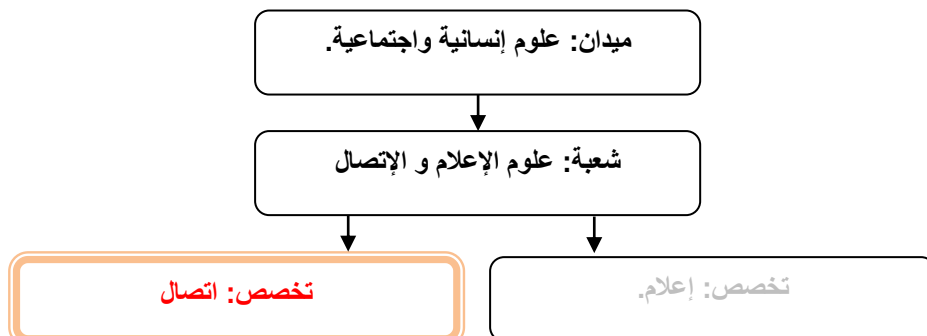 ميدان: علوم إنسانية واجتماعية.
شعبة: علوم الإعلام و الإتصال
تخصص: إعلام.
تخصص: اتصال